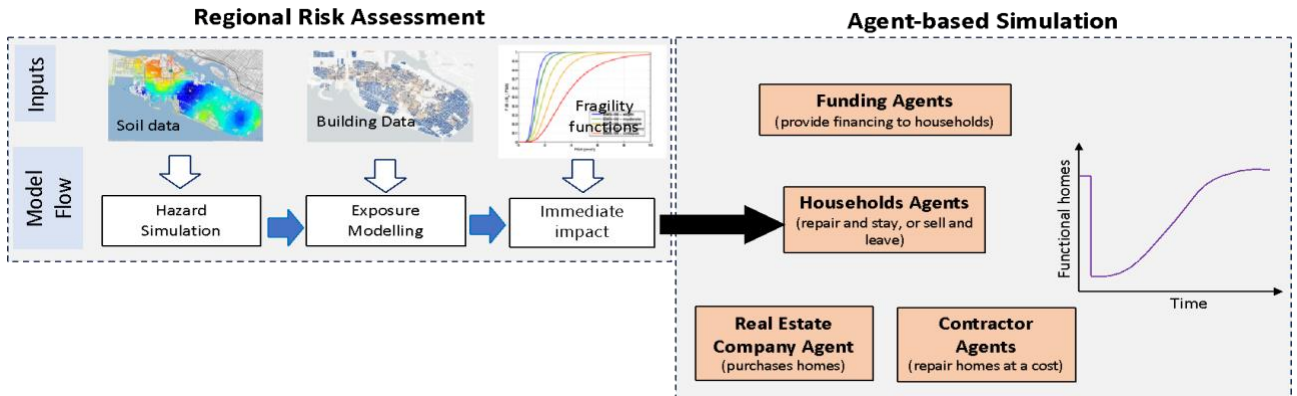 Regional Risk Assessment
Agent-based Simulation
Inputs
Soil data
Building Data
Fragility
functions
Model
Flow
Hazard
Simulation
Exposure
Modelling
Immediate
impact
Funding Agents
(provide financing to households)
Households Agents
(repair and stay, or sell and
leave)
Real Estate
Company Agent
(purchases homes)
Contractor
Agents
(repair homes at a cost)
Functional homes
Time